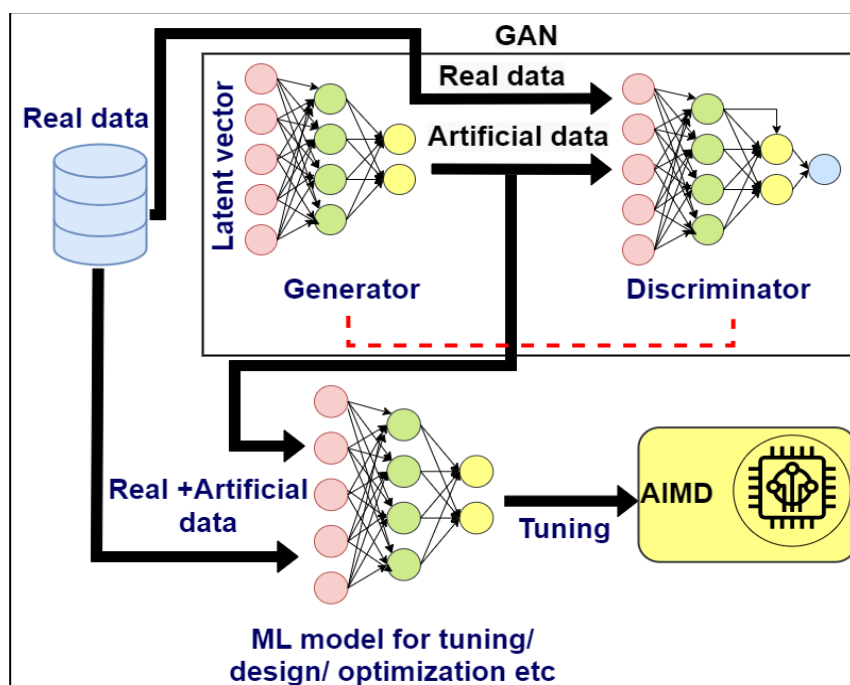 GAN
Real data
Real data
Latent vector
Artificial data
Generator
Discriminator
Real +Artificial
data
AIMD
Tuning
ML model for tuning/
design/ optimization etc